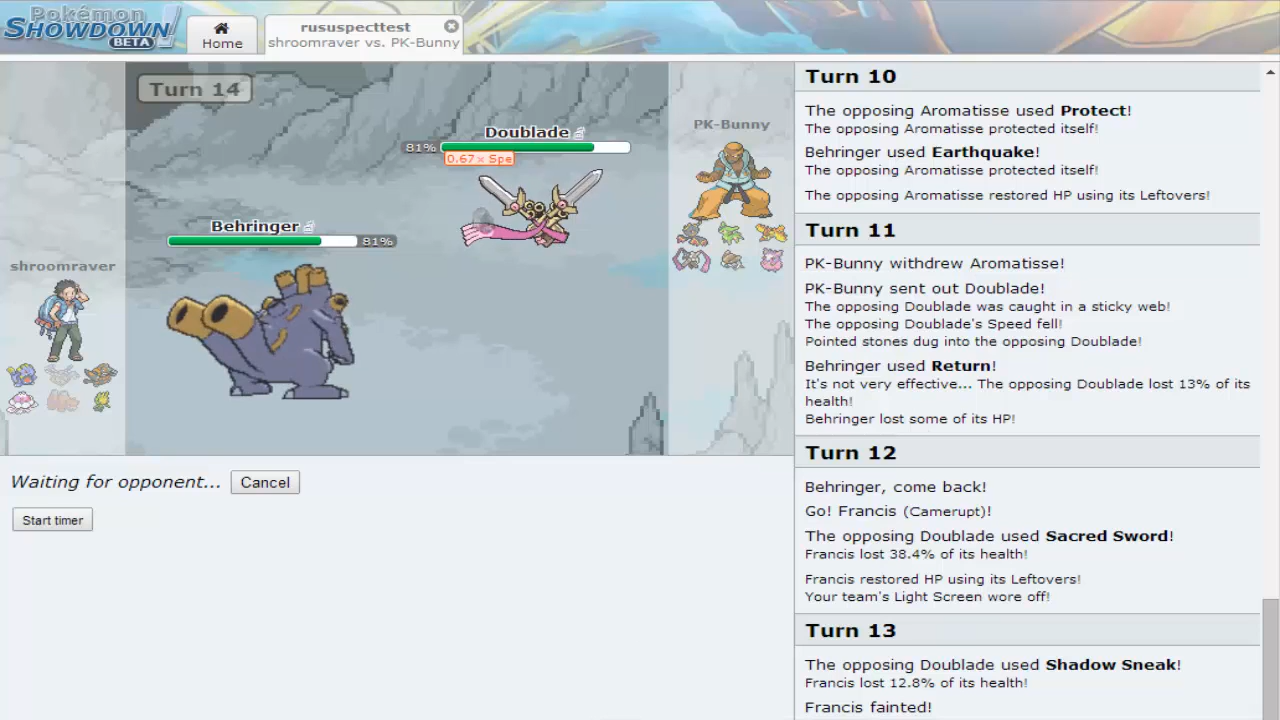 Pokémon
SHOWDOWN!
BETA
Home
rususpecttest
shroomraver vs. PK-Bunny
Turn 14
Doublade
81%
0.67× Spe
Behringer
81%
shroomraver
PK-Bunny
Waiting for opponent...
Cancel
Start timer
Turn 10
The opposing Aromatisse used Protect!
The opposing Aromatisse protected itself!
Behringer used Earthquake!
The opposing Aromatisse protected itself!
The opposing Aromatisse restored HP using its Leftovers!
Turn 11
PK-Bunny withdrew Aromatisse!
PK-Bunny sent out Doublade!
The opposing Doublade was caught in a sticky web!
The opposing Doublade's Speed fell!
Pointed stones dug into the opposing Doublade!
Behringer used Return!
It's not very effective... The opposing Doublade lost 13% of its
health!
Behringer lost some of its HP!
Turn 12
Behringer, come back!
Go! Francis (Camerupt)!
The opposing Doublade used Sacred Sword!
Francis lost 38.4% of its health!
Francis restored HP using its Leftovers!
Your team's Light Screen wore off!
Turn 13
The opposing Doublade used Shadow Sneak!
Francis lost 12.8% of its health!
Francis fainted!